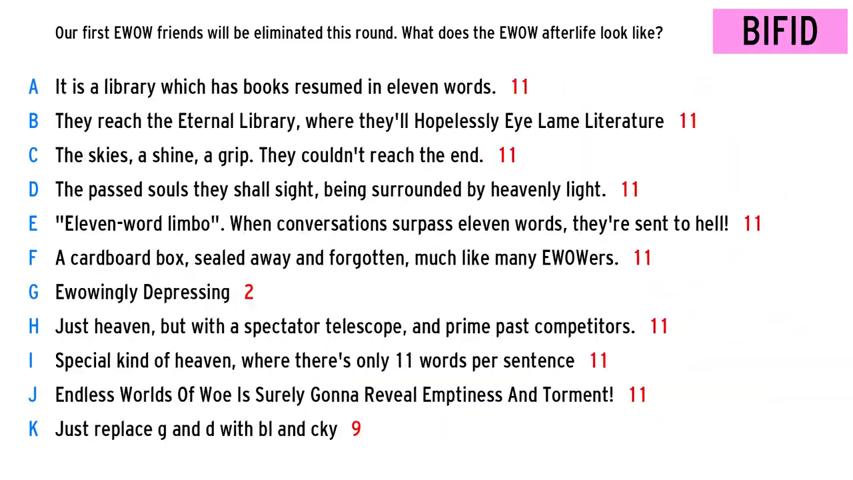 Our first EWOW friends will be eliminated this round. What does the EWOW afterlife look like?
BIFID
A It is a library which has books resumed in eleven words. 11
B They reach the Eternal Library, where they'll Hopelessly Eye Lame Literature 11
C The skies, a shine, a grip. They couldn't reach the end. 11
D The passed souls they shall sight, being surrounded by heavenly light. 11
E "Eleven-word limbo". When conversations surpass eleven words, they're sent to hell! 11
F A cardboard box, sealed away and forgotten, much like many EWOWers. 11
G Ewowingly Depressing 2
H Just heaven, but with a spectator telescope, and prime past competitors. 11
I Special kind of heaven, where there's only 11 words per sentence 11
J Endless Worlds Of Woe Is Surely Gonna Reveal Emptiness And Torment! 11
K Just replace g and d with bl and cky 9